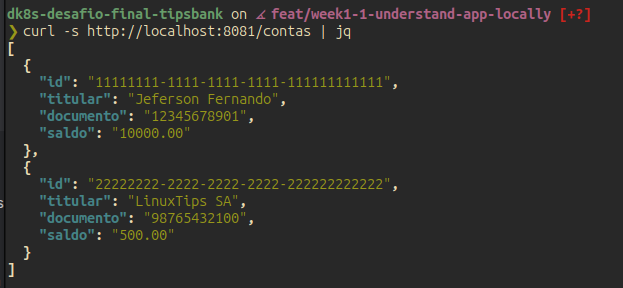 dk8s-desafio-final-tipsbank on ⦨ feat/week1-1-understand-app-locally [+?]
❯ curl -s http://localhost:8081/contas | jq
[
  {
    "id": "11111111-1111-1111-1111-111111111111",
    "titular": "Jeferson Fernando",
    "documento": "12345678901",
    "saldo": "10000.00"
  },
  {
    "id": "22222222-2222-2222-2222-222222222222",
    "titular": "LinuxTips SA",
    "documento": "98765432100",
    "saldo": "500.00"
  }
]